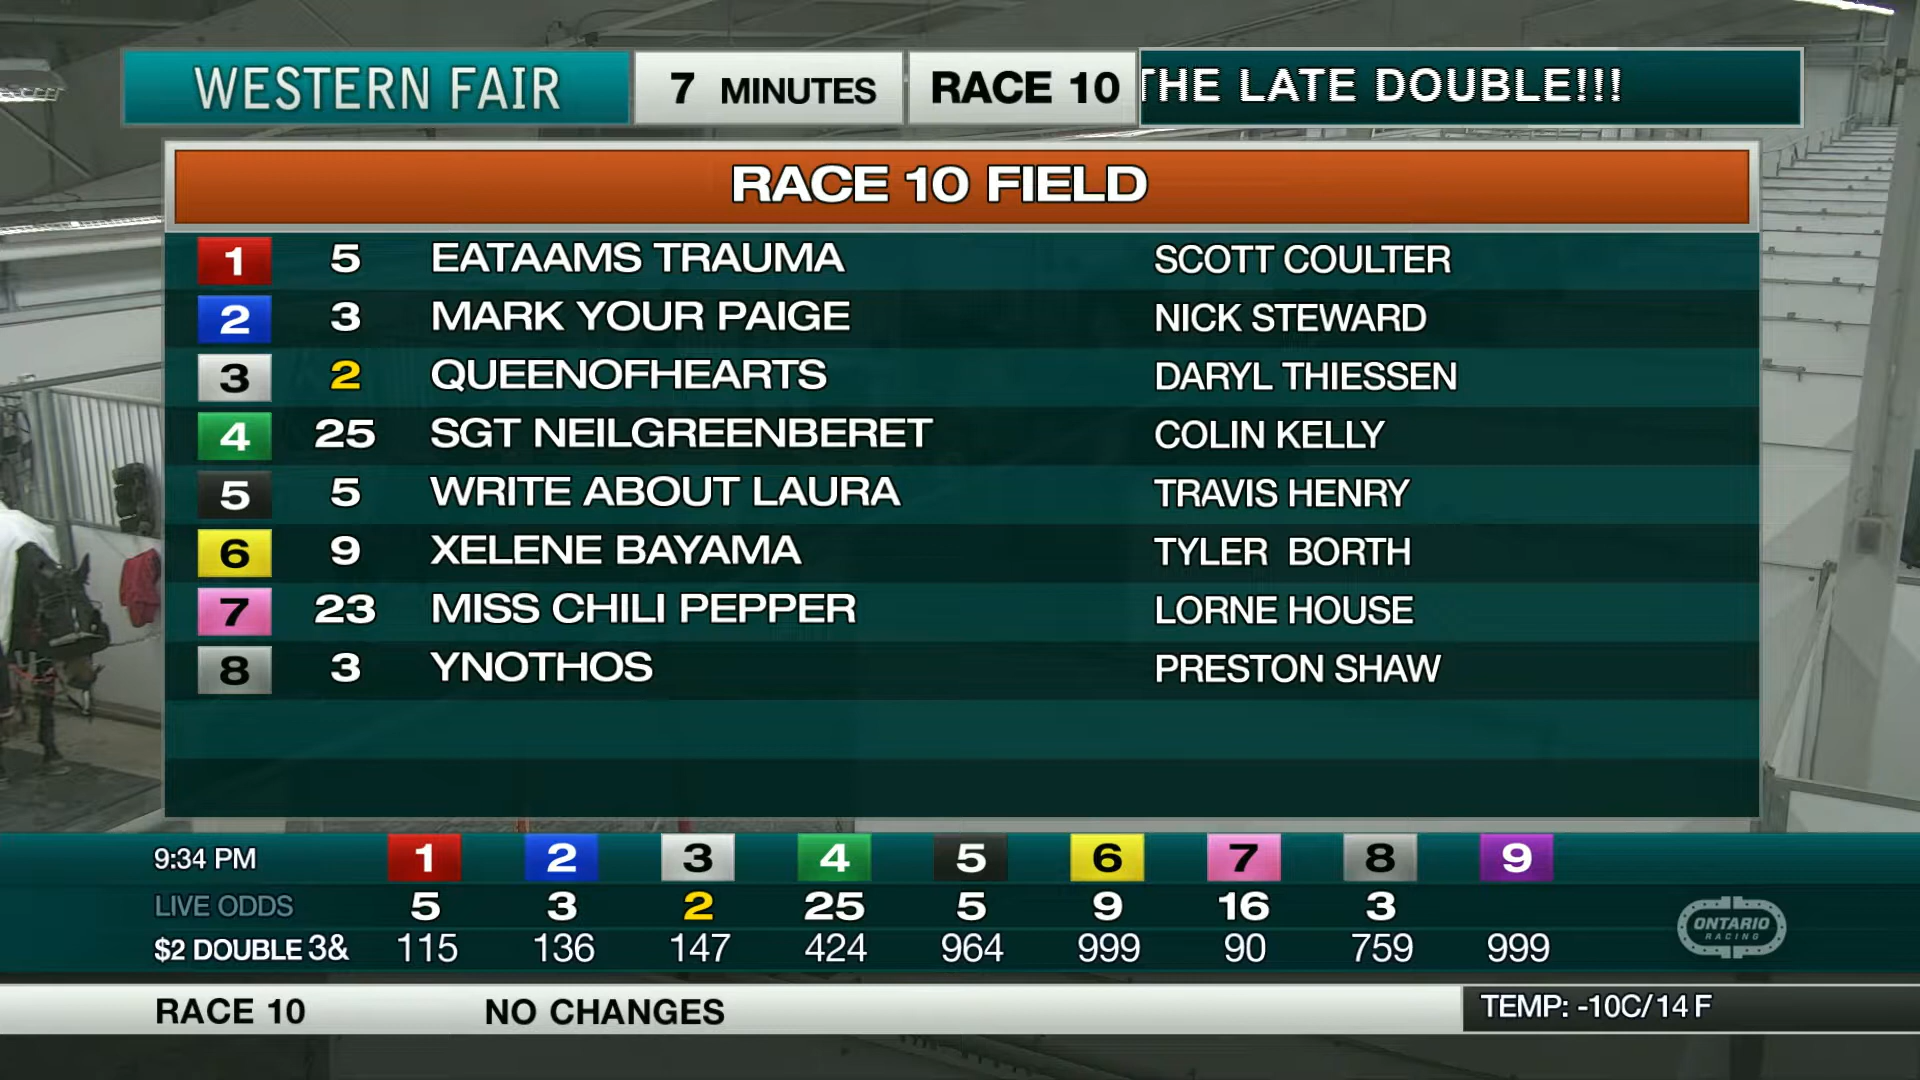 WESTERN FAIR 7 MINUTES RACE 10 THE LATE DOUBLE!!!
RACE 10 FIELD
1 5 EATAAMS TRAUMA SCOTT COULTER
2 3 MARK YOUR PAIGE NICK STEWARD
3 2 QUEENOFHEARTS DARYL THIESSEN
4 25 SGT NEILGREENBERET COLIN KELLY
5 5 WRITE ABOUT LAURA TRAVIS HENRY
6 9 XELENE BAYAMA TYLER BORTH
7 23 MISS CHILI PEPPER LORNE HOUSE
8 3 YNOTHOS PRESTON SHAW
9:34 PM 1 2 3 4 5 6 7 8 9
LIVE ODDS 5 3 2 25 5 9 16 3
$2 DOUBLE 3& 115 136 147 424 964 999 90 759 999
ONTARIO
RACING
RACE 10 NO CHANGES TEMP: -10C/14 F